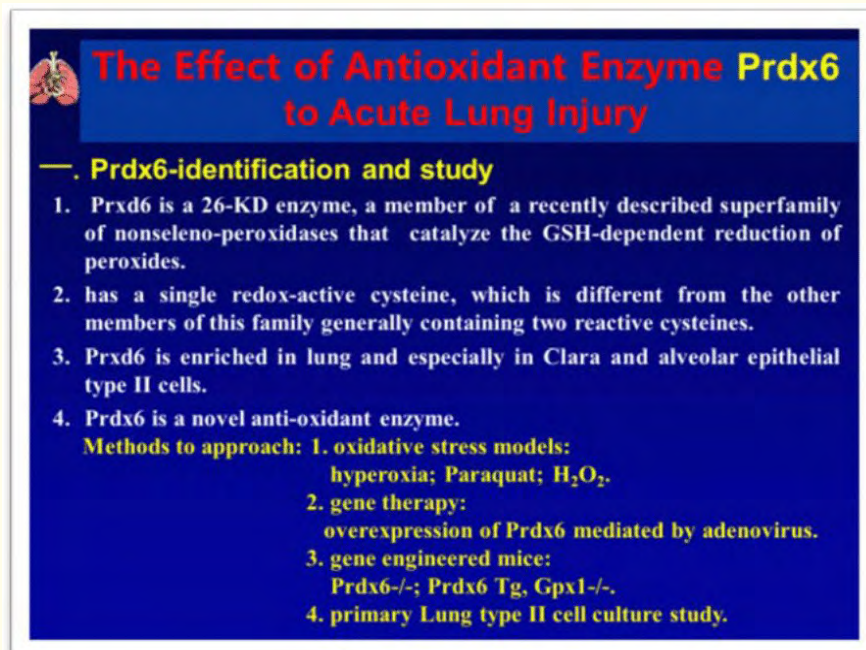 The Effect of Antioxidant Enzyme Prdx6
to Acute Lung Injury
一. Prdx6-identification and study
1. Prxd6 is a 26-KD enzyme, a member of a recently described superfamily
of nonseleno-peroxidases that catalyze the GSH-dependent reduction of
peroxides.
2. has a single redox-active cysteine, which is different from the other
members of this family generally containing two reactive cysteines.
3. Prxd6 is enriched in lung and especially in Clara and alveolar epithelial
type II cells.
4. Prdx6 is a novel anti-oxidant enzyme.
Methods to approach: 1. oxidative stress models:
hyperoxia; Paraquat; H₂O₂.
2. gene therapy:
overexpression of Prdx6 mediated by adenovirus.
3. gene engineered mice:
Prdx6-/-; Prdx6 Tg, Gpx1-/-.
4. primary Lung type II cell culture study.